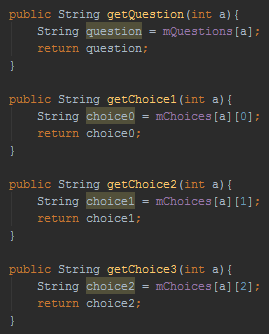 public String getQuestion(int a){
    String question = mQuestions[a];
    return question;
}
public String getChoice1(int a){
    String choice0 = mChoices[a][0];
    return choice0;
}
public String getChoice2(int a){
    String choice1 = mChoices[a][1];
    return choice1;
}
public String getChoice3(int a){
    String choice2 = mChoices[a][2];
    return choice2;
}